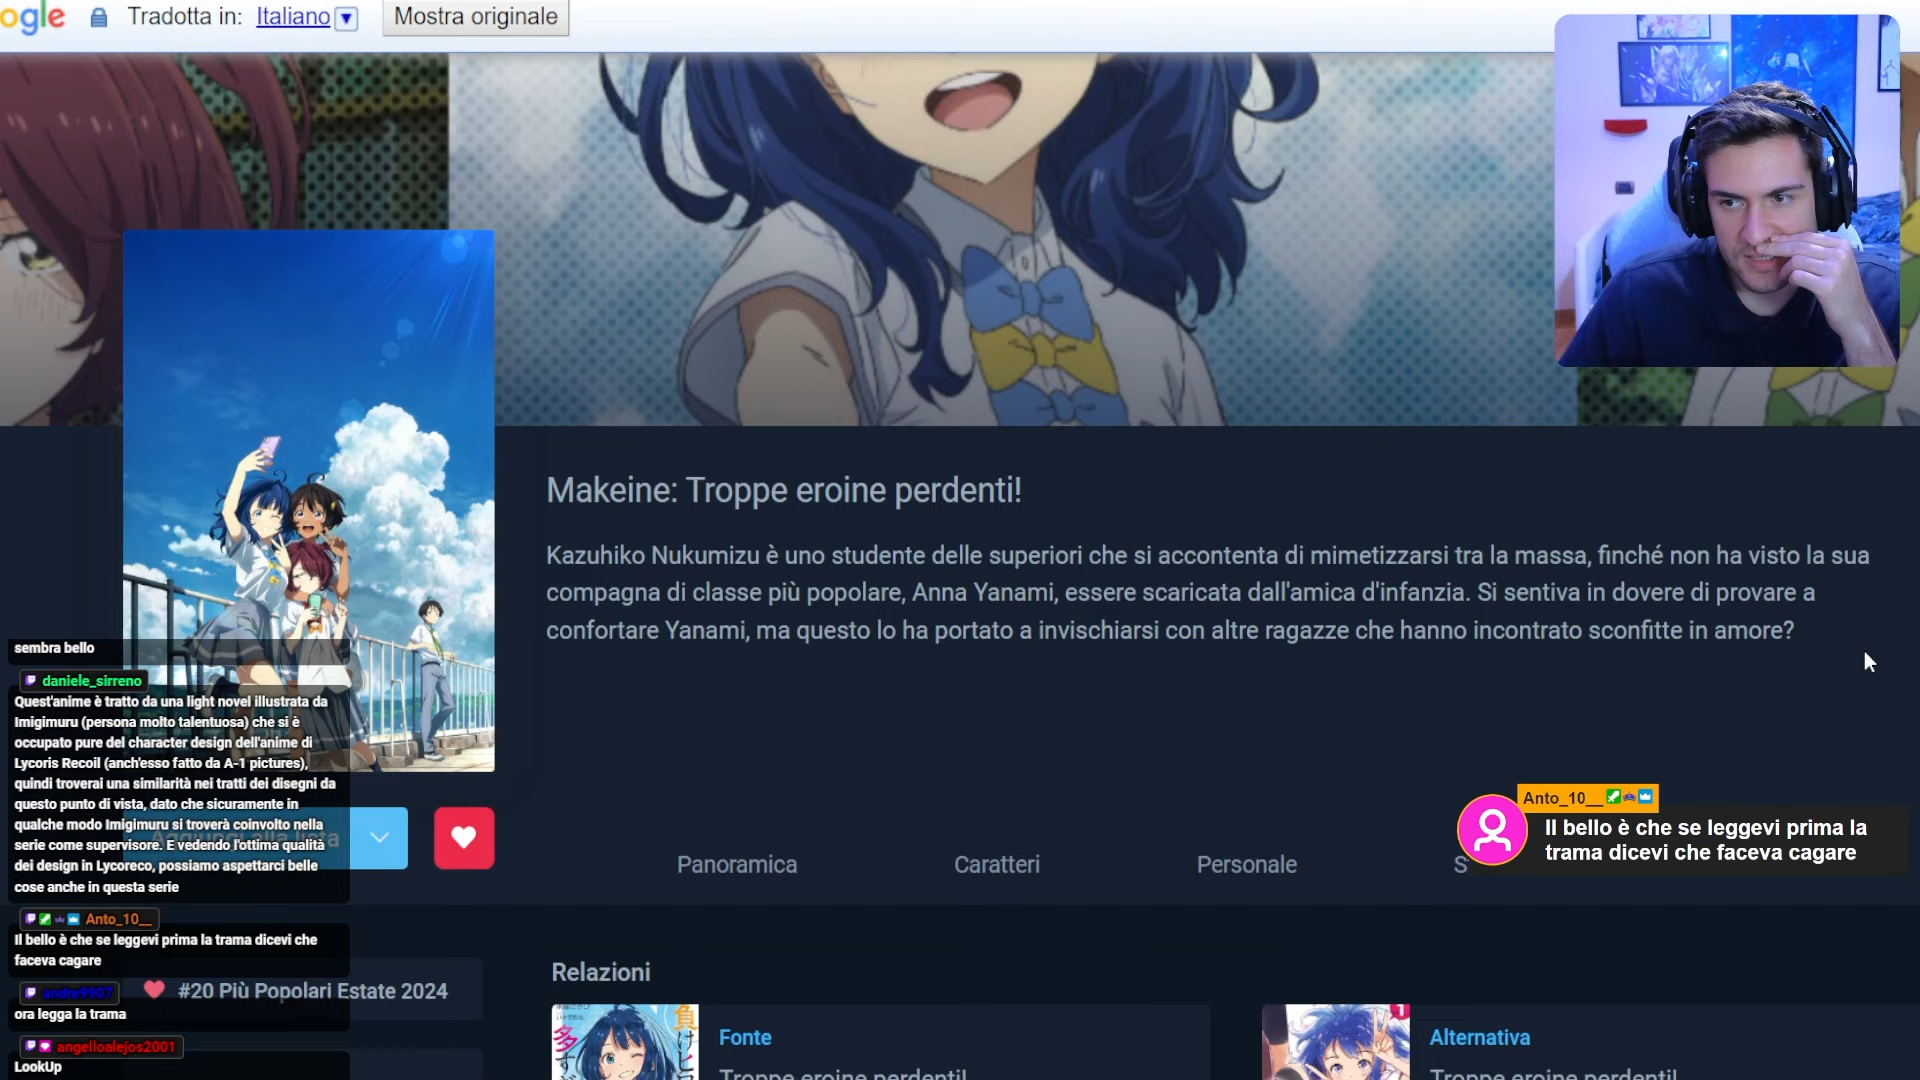 ogle Tradotta in: Italiano Mostra originale
Makeine: Troppe eroine perdenti!
Kazuhiko Nukumizu è uno studente delle superiori che si accontenta di mimetizzarsi tra la massa, finché non ha visto la sua
compagna di classe più popolare, Anna Yanami, essere scaricata dall'amica d'infanzia. Si sentiva in dovere di provare a
confortare Yanami, ma questo lo ha portato a invischiarsi con altre ragazze che hanno incontrato sconfitte in amore?
sembra bello
daniele_sirreno
Quest'anime è tratto da una light novel illustrata da
Imigimuru (persona molto talentuosa) che si è
occupato pure del character design dell'anime di
Lycoris Recoil (anch'esso fatto da A-1 pictures),
quindi troverai una similarità nei tratti dei disegni da
questo punto di vista, dato che sicuramente in
qualche modo Imigimuru si troverà coinvolto nella
serie come supervisore. E vedendo l'ottima qualità
dei design in Lycoreco, possiamo aspettarci belle
cose anche in questa serie
Anto_10__
Il bello è che se leggevi prima la trama dicevi che
faceva cagare
andre9907
ora legga la trama
angelloalejos2001
LookUp
#20 Più Popolari Estate 2024
Panoramica Caratteri Personale S
Anto_10__
Il bello è che se leggevi prima la
trama dicevi che faceva cagare
Relazioni
Fonte
Troppe eroine perdenti!
Alternativa
Troppe eroine perdenti!